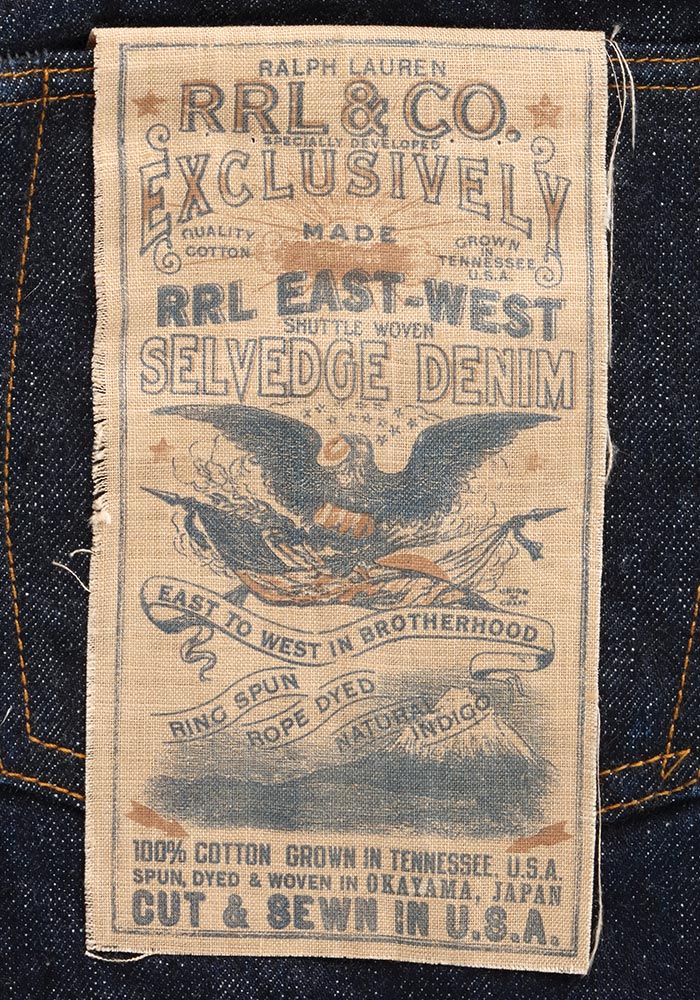 RALPH LAUREN
RRL & CO.
SPECIALLY DEVELOPED
EXCLUSIVELY
QUALITY
COTTON
MADE
GROWN
IN
TENNESSEE
U.S.A.
RRL EAST-WEST
SHUTTLE WOVEN
SELVEDGE DENIM
UNION
CRAFT
EAST TO WEST IN BROTHERHOOD
RING SPUN
ROPE DYED
NATURAL
INDIGO
100% COTTON GROWN IN TENNESSEE, U.S.A.
SPUN, DYED & WOVEN IN OKAYAMA, JAPAN
CUT & SEWN IN U.S.A.